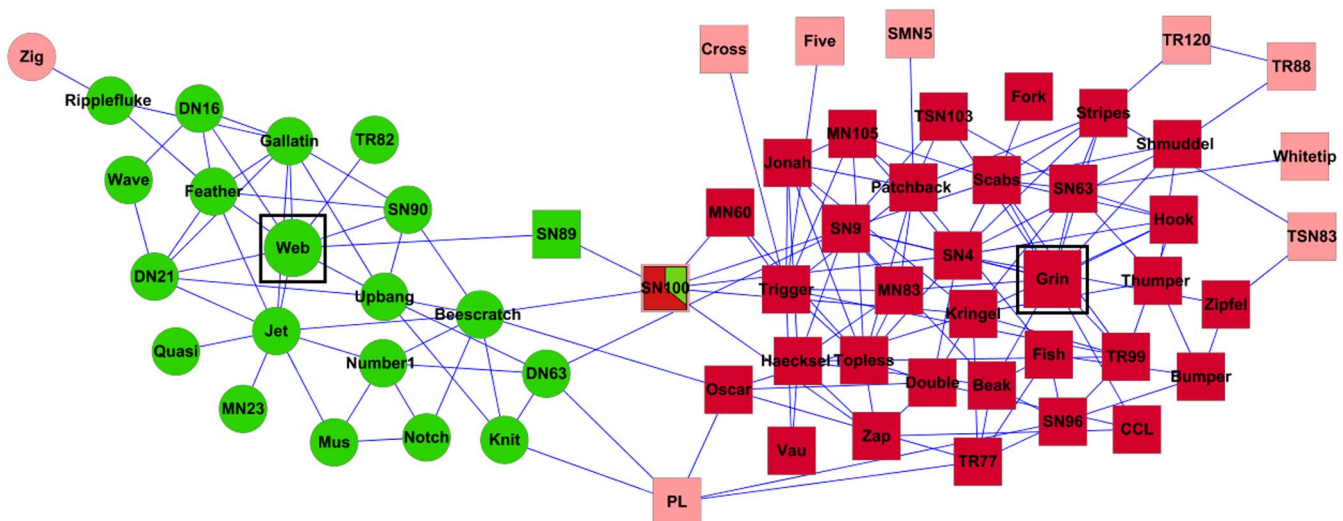 Zig
Cross
Five
SMN5
TR120
TR88
Ripplefluke
DN16
Gallatin
TR82
MN105
TSN103
Fork
Stripes
Shmuddel
Whitetip
Wave
Feather
SN90
Jonah
Patchback
Scabs
SN63
Hook
TSN83
Web
SN89
MN60
SN9
SN4
Grin
Thumper
Zipfel
DN21
Upbang
Beescratch
SN100
Trigger
MN83
Kringel
Quasi
Jet
Number1
DN63
Haecksel
Topless
Double
Beak
Fish
TR99
Bumper
MN23
Mus
Notch
Knit
Oscar
Vau
Zap
TR77
SN96
CCL
PL